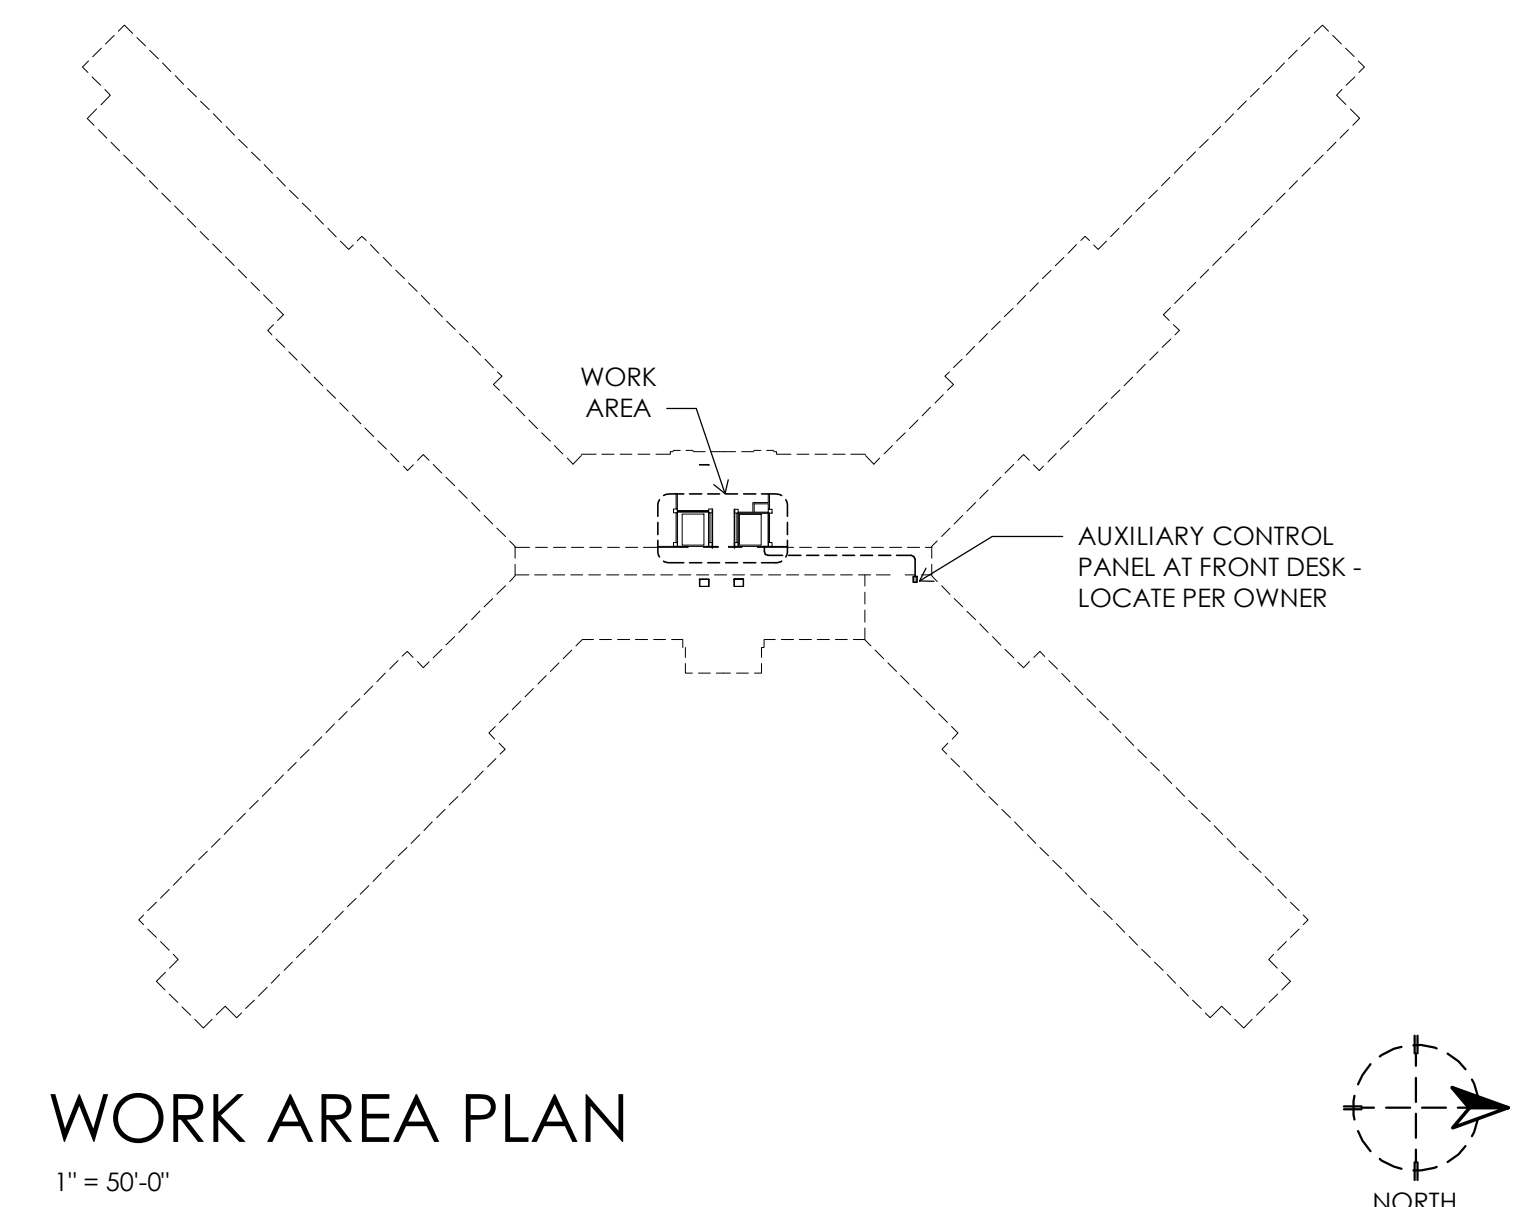 WORK
AREA
AUXILIARY CONTROL
PANEL AT FRONT DESK -
LOCATE PER OWNER
WORK AREA PLAN
1" = 50'-0"
NORTH